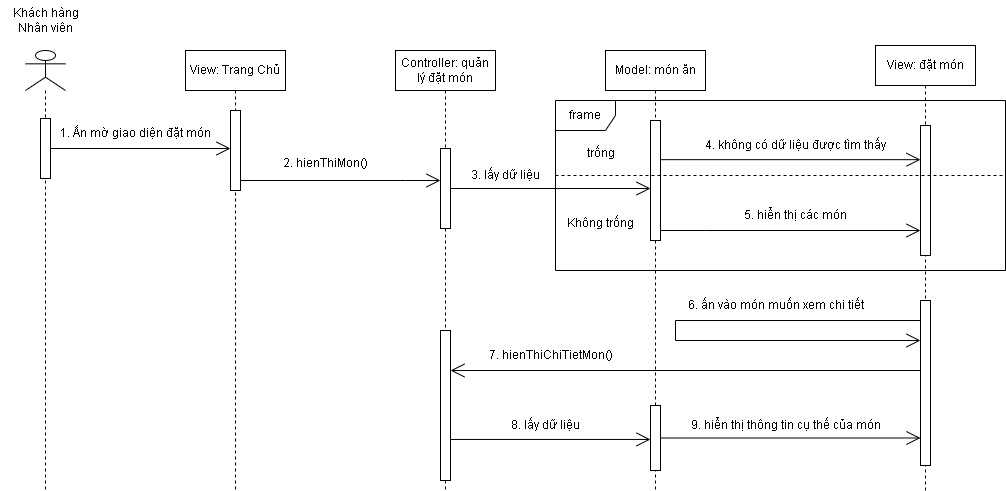 Khách hàng
Nhân viên
View: Trang Chủ
Controller: quản
lý đặt món
Model: món ăn
View: đặt món
frame
1. Ấn mờ giao diện đặt món
trống
4. không có dữ liệu được tìm thấy
2. hienThiMon()
3. lấy dữ liệu
Không trống
5. hiển thị các món
6. ấn vào món muốn xem chi tiết
7. hienThiChiTietMon()
8. lấy dữ liệu
9. hiển thị thông tin cụ thế của món